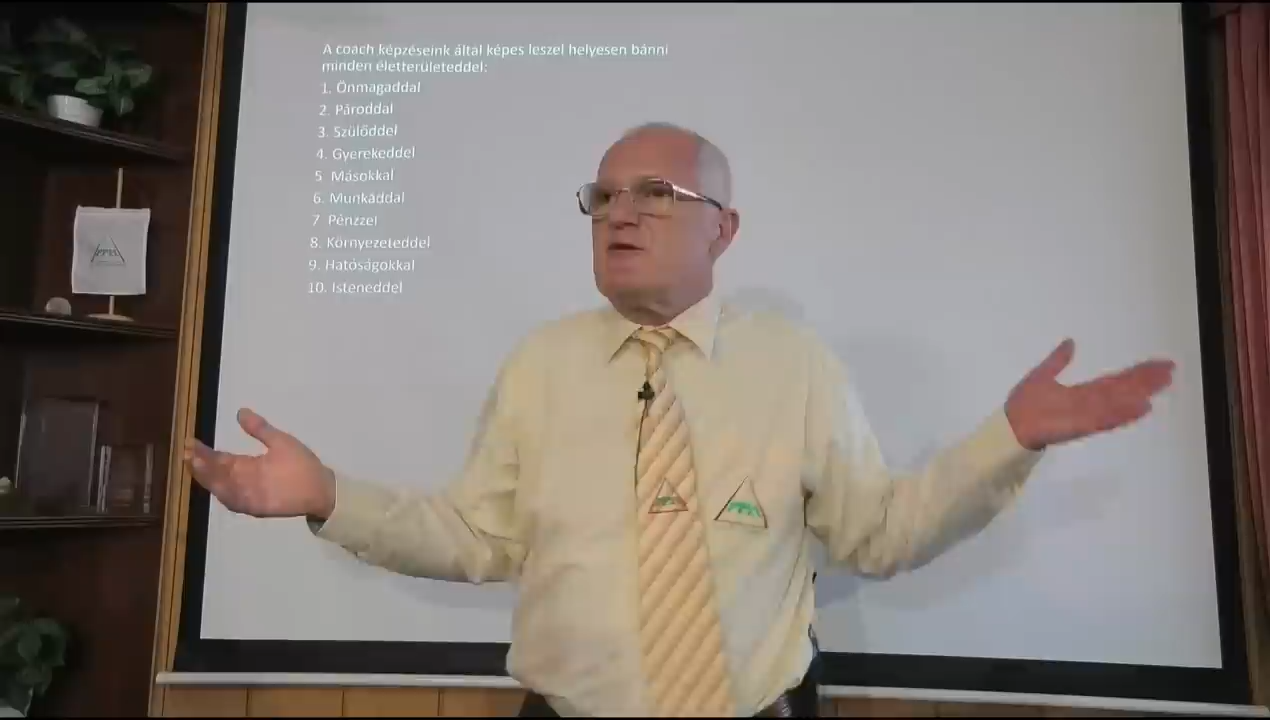 A coach képzéseink által képes leszel helyesen bánni
minden életterületeddel:
1. Önmagaddal
2. Pároddal
3. Szülőddel
4. Gyerekeddel
5 Másokkal
6. Munkáddal
7 Pénzzel
8. Környezeteddel
9. Hatóságokkal
10. Isteneddel